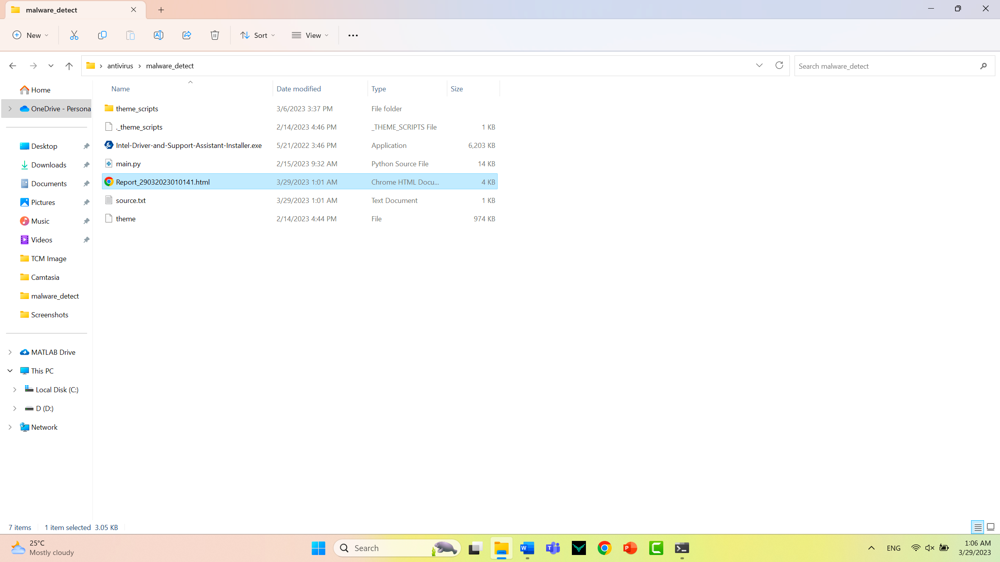 malware_detect
New
Sort
View
antivirus
malware_detect
Search malware_detect
Name
Date modified
Type
Size
theme_scripts
3/6/2023 3:37 PM
File folder
._theme_scripts
2/14/2023 4:46 PM
_THEME_SCRIPTS File
1 KB
Intel-Driver-and-Support-Assistant-Installer.exe
5/21/2022 3:46 PM
Application
6,203 KB
main.py
2/15/2023 9:32 AM
Python Source File
14 KB
Report_29032023010141.html
3/29/2023 1:01 AM
Chrome HTML Docu...
4 KB
source.txt
3/29/2023 1:01 AM
Text Document
1 KB
theme
2/14/2023 4:44 PM
File
974 KB
Home
OneDrive - Persona
Desktop
Downloads
Documents
Pictures
Music
Videos
TCM Image
Camtasia
malware_detect
Screenshots
MATLAB Drive
This PC
Local Disk (C:)
D (D:)
Network
7 items
1 item selected 3.05 KB
25°C
Mostly cloudy
Search
ENG
1:06 AM
3/29/2023